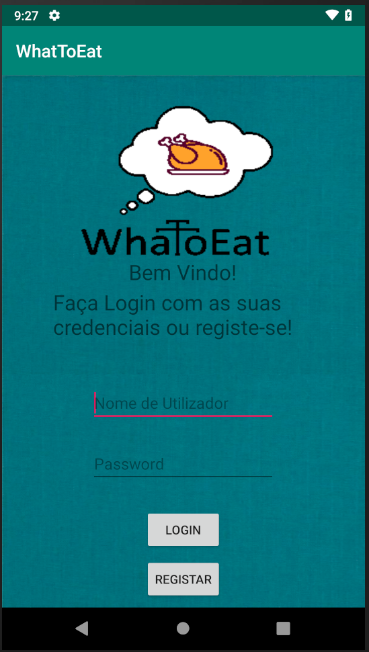 9:27
WhatToEat
WhaToEat
Bem Vindo!
Faça Login com as suas
credenciais ou registe-se!
Nome de Utilizador
Password
LOGIN
REGISTAR